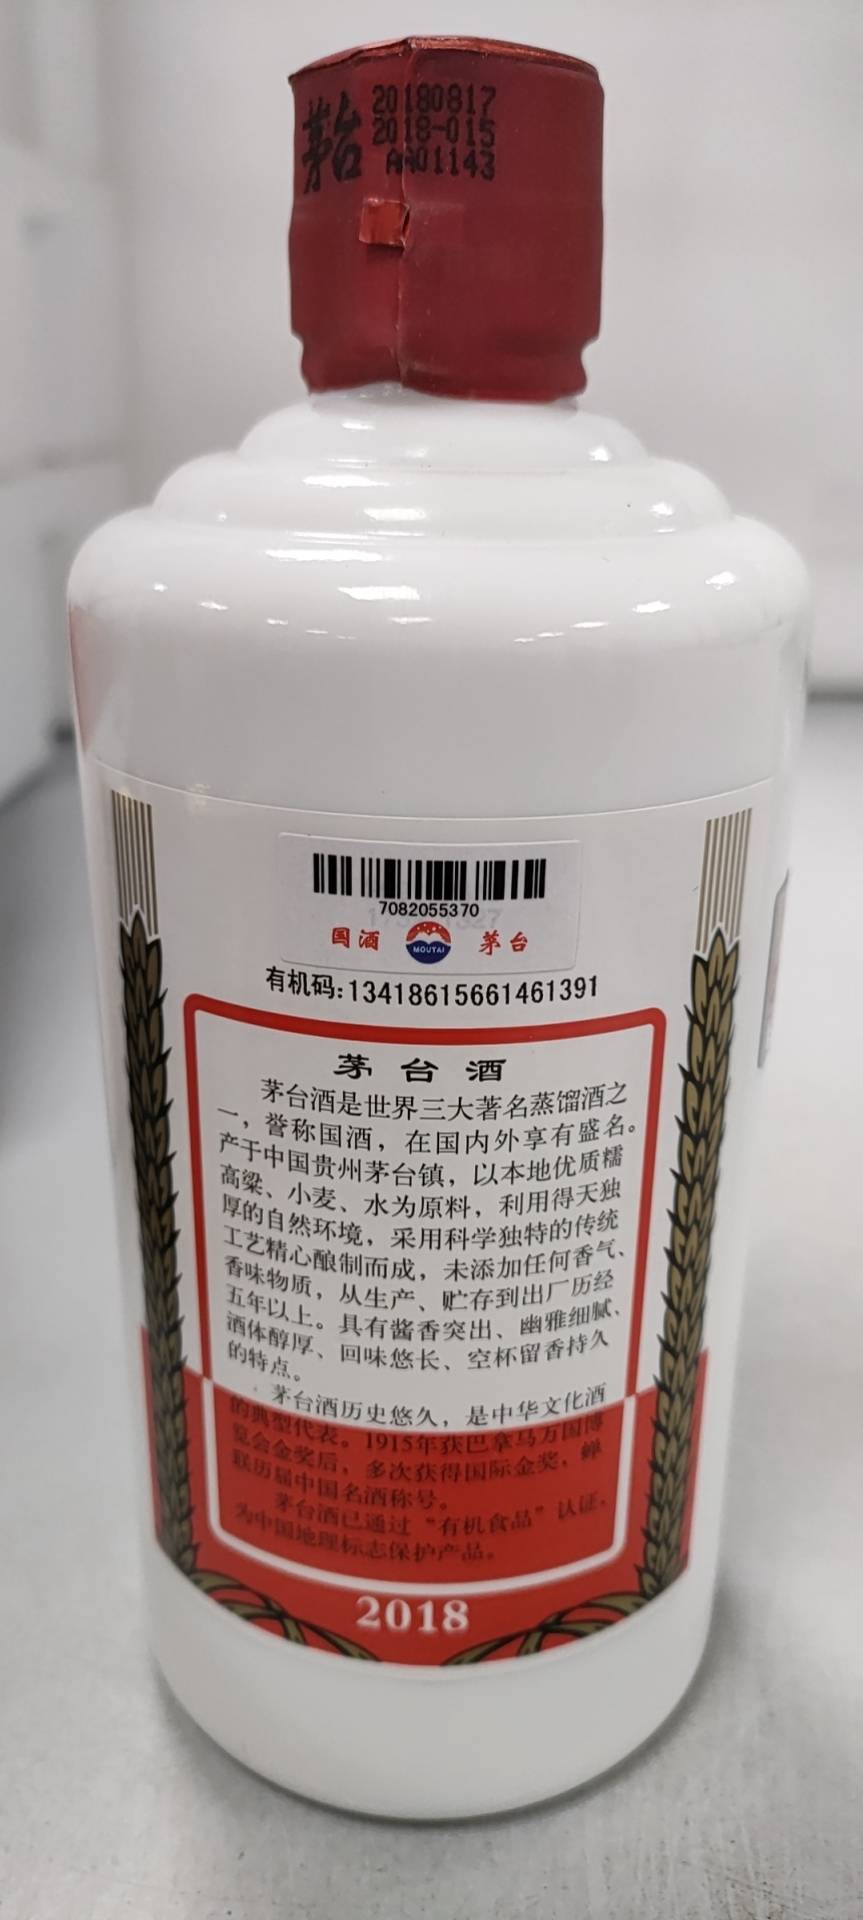 茅台
20180817
2018-015
AA01143
7082055370
国酒 MOUTAI 茅台
有机码:13418615661461391
茅台酒
茅台酒是世界三大著名蒸馏酒之
一，誉称国酒，在国内外享有盛名。
产于中国贵州茅台镇，以本地优质糯
高粱、小麦、水为原料，利用得天独
厚的自然环境，采用科学独特的传统
工艺精心酿制而成，未添加任何香气、
香味物质，从生产、贮存到出厂历经
五年以上。具有酱香突出、幽雅细腻、
酒体醇厚、回味悠长、空杯留香持久
的特点。
茅台酒历史悠久，是中华文化酒
的典型代表。1915年获巴拿马万国博
览会金奖后，多次获得国际金奖，蝉
联历届中国名酒称号。
茅台酒已通过“有机食品”认证，
为中国地理标志保护产品。
2018